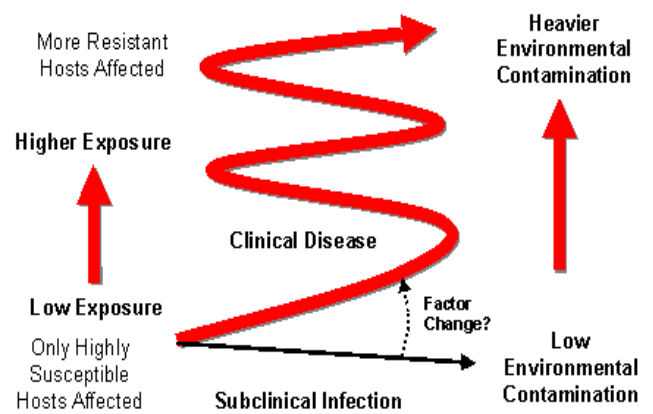 More Resistant
Hosts Affected
Heavier
Environmental
Contamination
Higher Exposure
Clinical Disease
Low Exposure
Factor
Change?
Only Highly
Susceptible
Hosts Affected
Low
Environmental
Contamination
Subclinical Infection